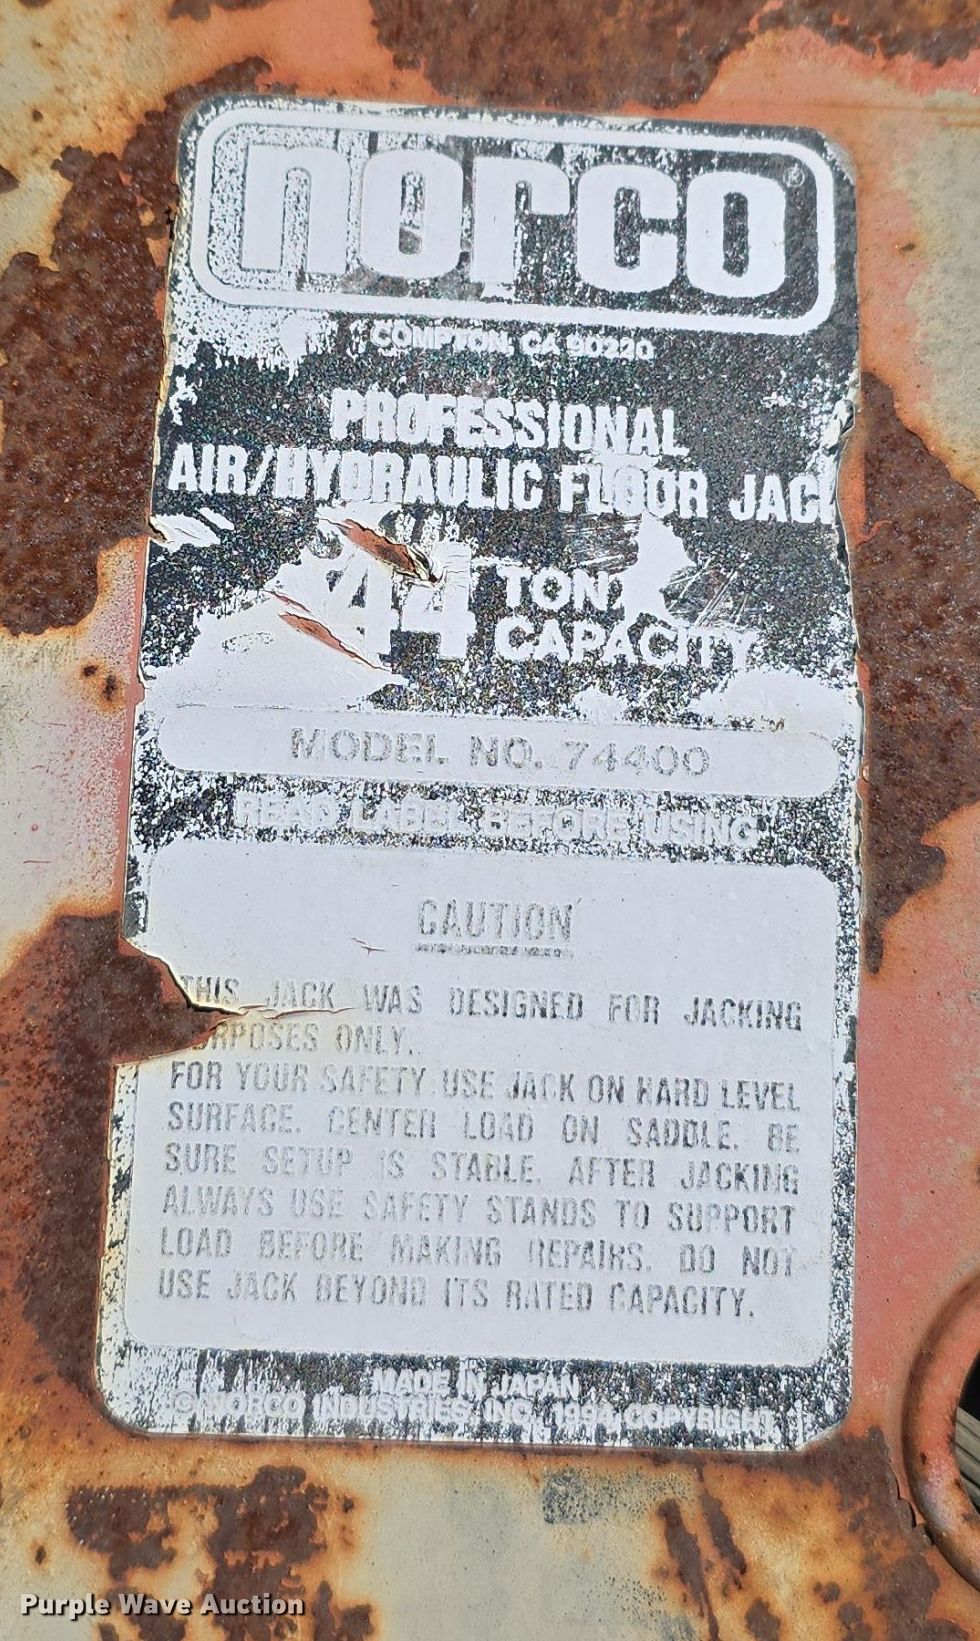 norco®
COMPTON, CA 90220
PROFESSIONAL
AIR/HYDRAULIC FLOOR JACK
44 TON
CAPACITY
MODEL NO. 74400
READ LABEL BEFORE USING
CAUTION
THIS JACK WAS DESIGNED FOR JACKING
RPOSES ONLY.
FOR YOUR SAFETY USE JACK ON HARD LEVEL
SURFACE. CENTER LOAD ON SADDLE. BE
SURE SETUP IS STABLE. AFTER JACKING
ALWAYS USE SAFETY STANDS TO SUPPORT
LOAD BEFORE MAKING REPAIRS. DO NOT
USE JACK BEYOND ITS RATED CAPACITY.
MADE IN JAPAN
© NORCO INDUSTRIES, INC. COPYRIGHT
Purple Wave Auction